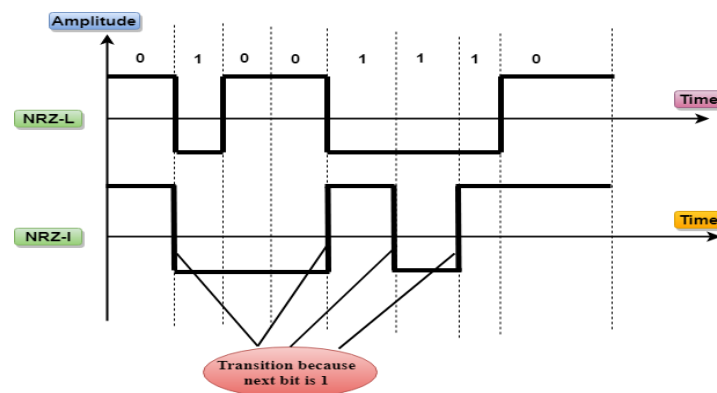 Amplitude
0 1 0 0 1 1 1 0
NRZ-L
Time
NRZ-I
Time
Transition because
next bit is 1